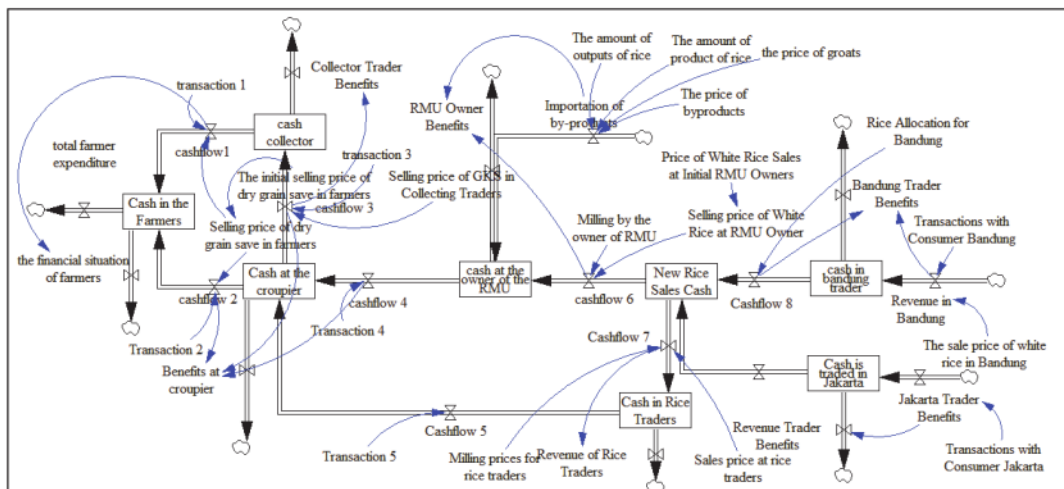 The amount of
outputs of rice
The amount of
product of rice
the price of groats
The price of
byproducts
Importation of
by-products
RMU Owner
Benefits
Collector Trader
Benefits
transaction 1
cash
collector
cashflow1
total farmer
expenditure
transaction 3
The initial selling price of
dry grain save in farmers
cashflow 3
Selling price of GKS in
Collecting Traders
Selling price of dry
grain save in farmers
Cash in the
Farmers
the financial situation of
farmers
Cash at the
croupier
cashflow 2
Transaction 2
Benefits at
croupier
cashflow 4
Transaction 4
cash at the
owner of the
RMU
Milling by the
owner of RMU
Price of White Rice Sales
at Initial RMU Owners
Selling price of White
Rice at RMU Owner
cashflow 6
New Rice
Sales Cash
Rice Allocation for
Bandung
Bandung Trader
Benefits
Transactions with
Consumer Bandung
Cashflow 8
cash in
bandung trader
Revenue in
Bandung
The sale price of white
rice in Bandung
Cashflow 7
Cash is
traded in
Jakarta
Jakarta Trader
Benefits
Transactions with
Consumer Jakarta
Cash in Rice
Traders
Cashflow 5
Transaction 5
Milling prices for
rice traders
Revenue of Rice
Traders
Revenue Trader
Benefits
Sales price at rice
traders